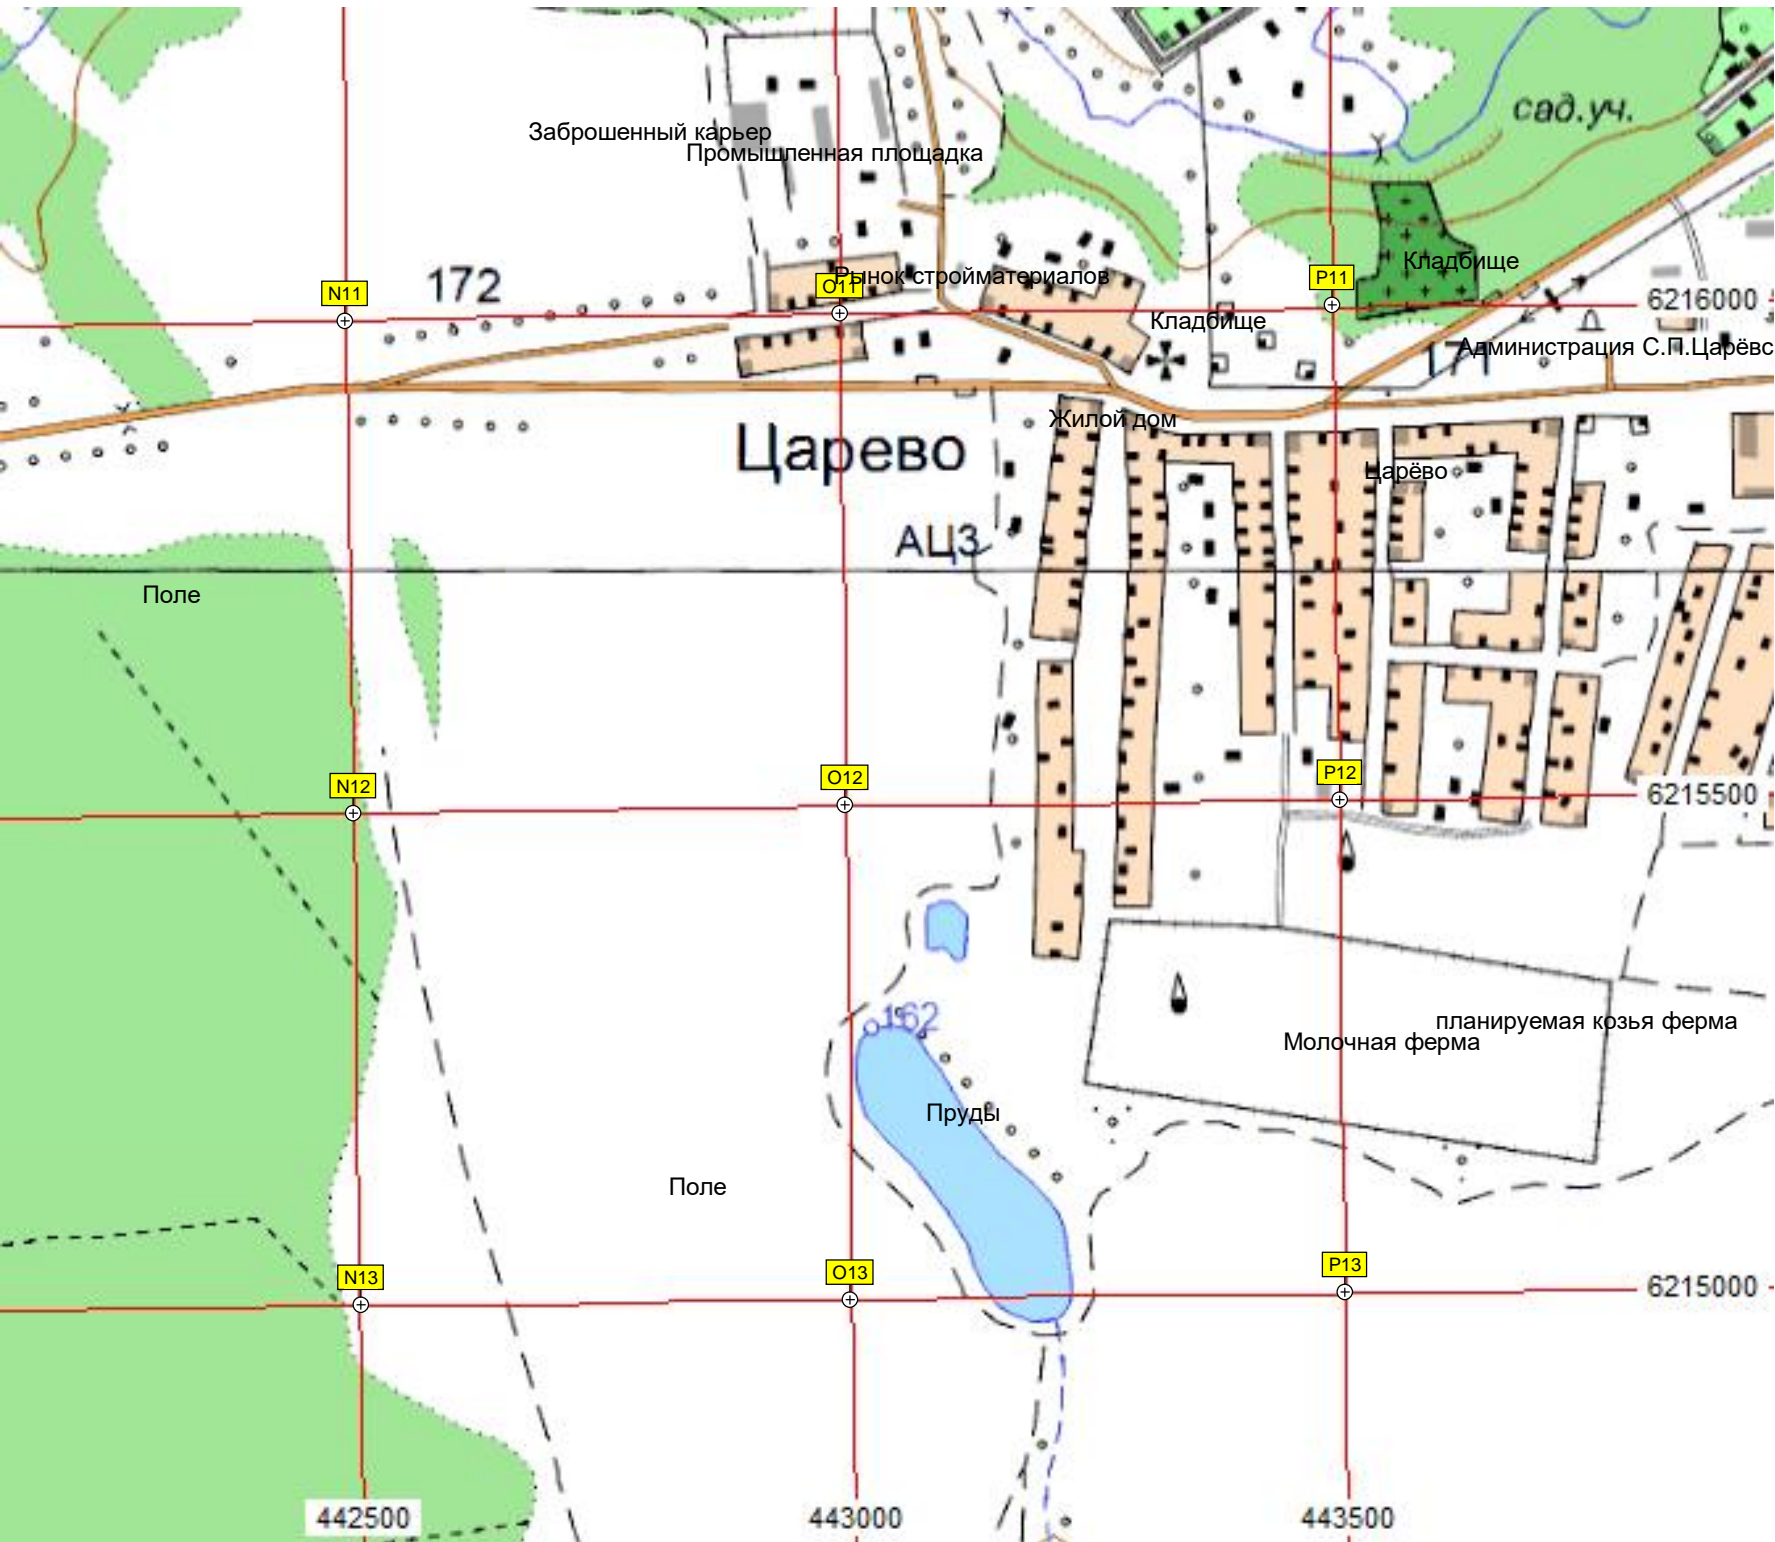 сад.уч.
Заброшенный карьер
Промышленная площадка
Кладбище
Рынок стройматериалов
N11
172
O11
P11
6216000
Кладбище
Администрация С.П.Царёвс
171
Жилой дом
Царево
Царёво
АЦЗ
Поле
N12
O12
P12
6215500
162
планируемая козья ферма
Молочная ферма
Пруды
Поле
N13
O13
P13
6215000
442500
443000
443500